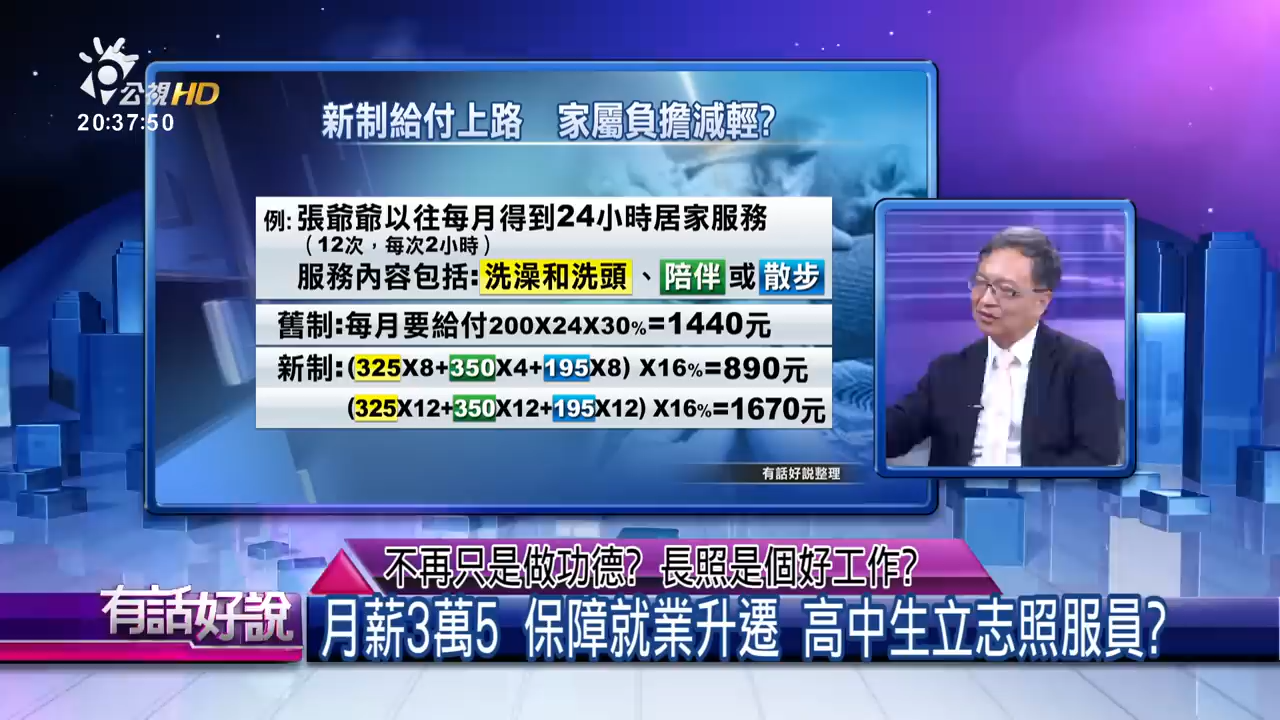 公視HD
20:37:50
新制給付上路 家屬負擔減輕?
例: 張爺爺以往每月得到24小時居家服務
(12次,每次2小時)
服務內容包括: 洗澡和洗頭、陪伴或散步
舊制:每月要給付200X24X30%=1440元
新制:(325X8+350X4+195X8) X16%=890元
(325X12+350X12+195X12) X16%=1670元
有話好說整理
不再只是做功德? 長照是個好工作?
有話好說
月薪3萬5 保障就業升遷 高中生立志照服員?